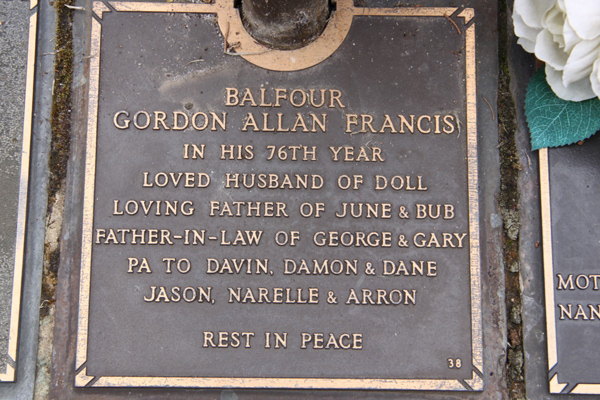 BALFOUR
GORDON ALLAN FRANCIS
IN HIS 76TH YEAR
LOVED HUSBAND OF DOLL
LOVING FATHER OF JUNE & BUB
FATHER-IN-LAW OF GEORGE & GARY
PA TO DAVIN, DAMON & DANE
JASON, NARELLE & ARRON
REST IN PEACE
38